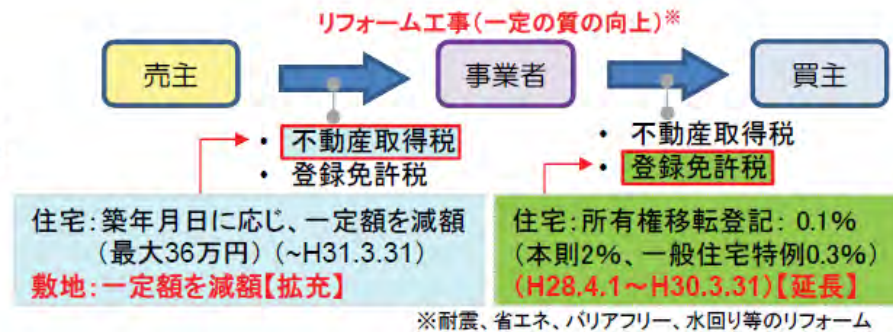 リフォーム工事(一定の質の向上)※
売主
事業者
買主
・ 不動産取得税
・ 登録免許税
・ 不動産取得税
・ 登録免許税
住宅:築年月日に応じ、一定額を減額
(最大36万円)(~H31.3.31)
敷地:一定額を減額【拡充】
住宅:所有権移転登記: 0.1%
(本則2%、一般住宅特例0.3%)
(H28.4.1~H30.3.31)【延長】
※耐震、省エネ、バリアフリー、水回り等のリフォーム